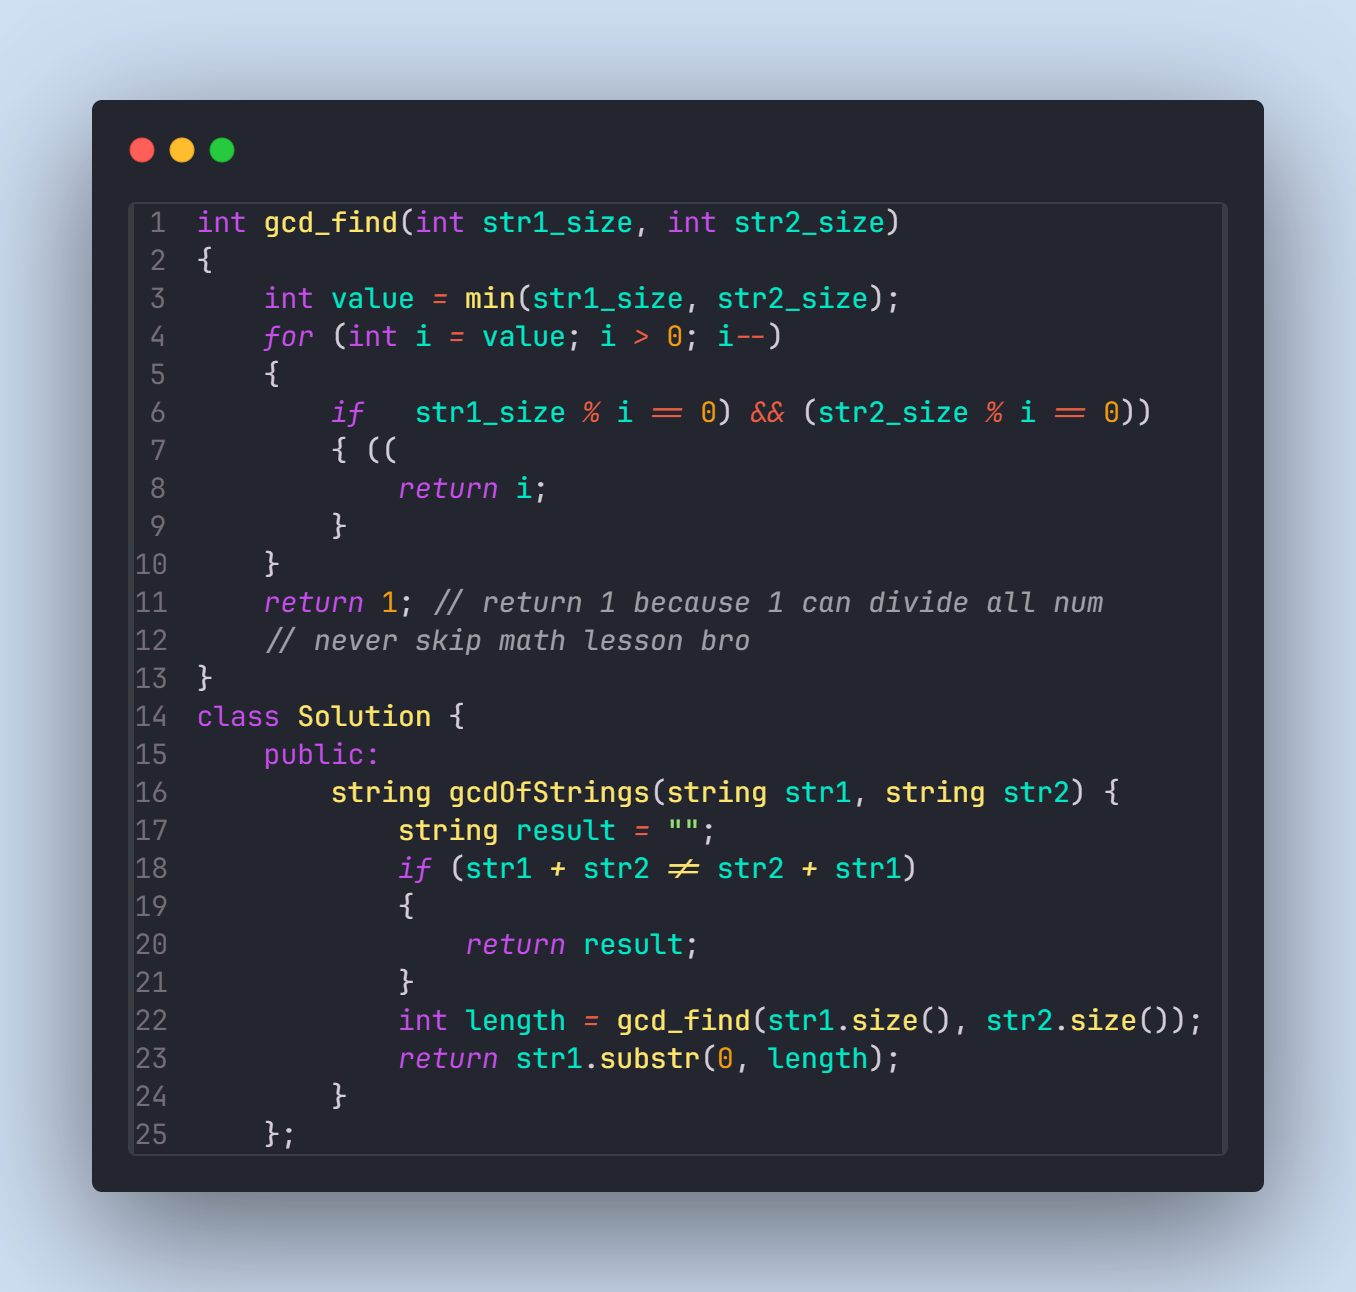 1 int gcd_find(int str1_size, int str2_size)
2 {
3     int value = min(str1_size, str2_size);
4     for (int i = value; i > 0; i--)
5     {
6         if   str1_size % i == 0) && (str2_size % i == 0))
7         { ((
8             return i;
9         }
10     }
11     return 1; // return 1 because 1 can divide all num
12     // never skip math lesson bro
13 }
14 class Solution {
15     public:
16         string gcdOfStrings(string str1, string str2) {
17             string result = "";
18             if (str1 + str2 != str2 + str1)
19             {
20                 return result;
21             }
22             int length = gcd_find(str1.size(), str2.size());
23             return str1.substr(0, length);
24         }
25     };